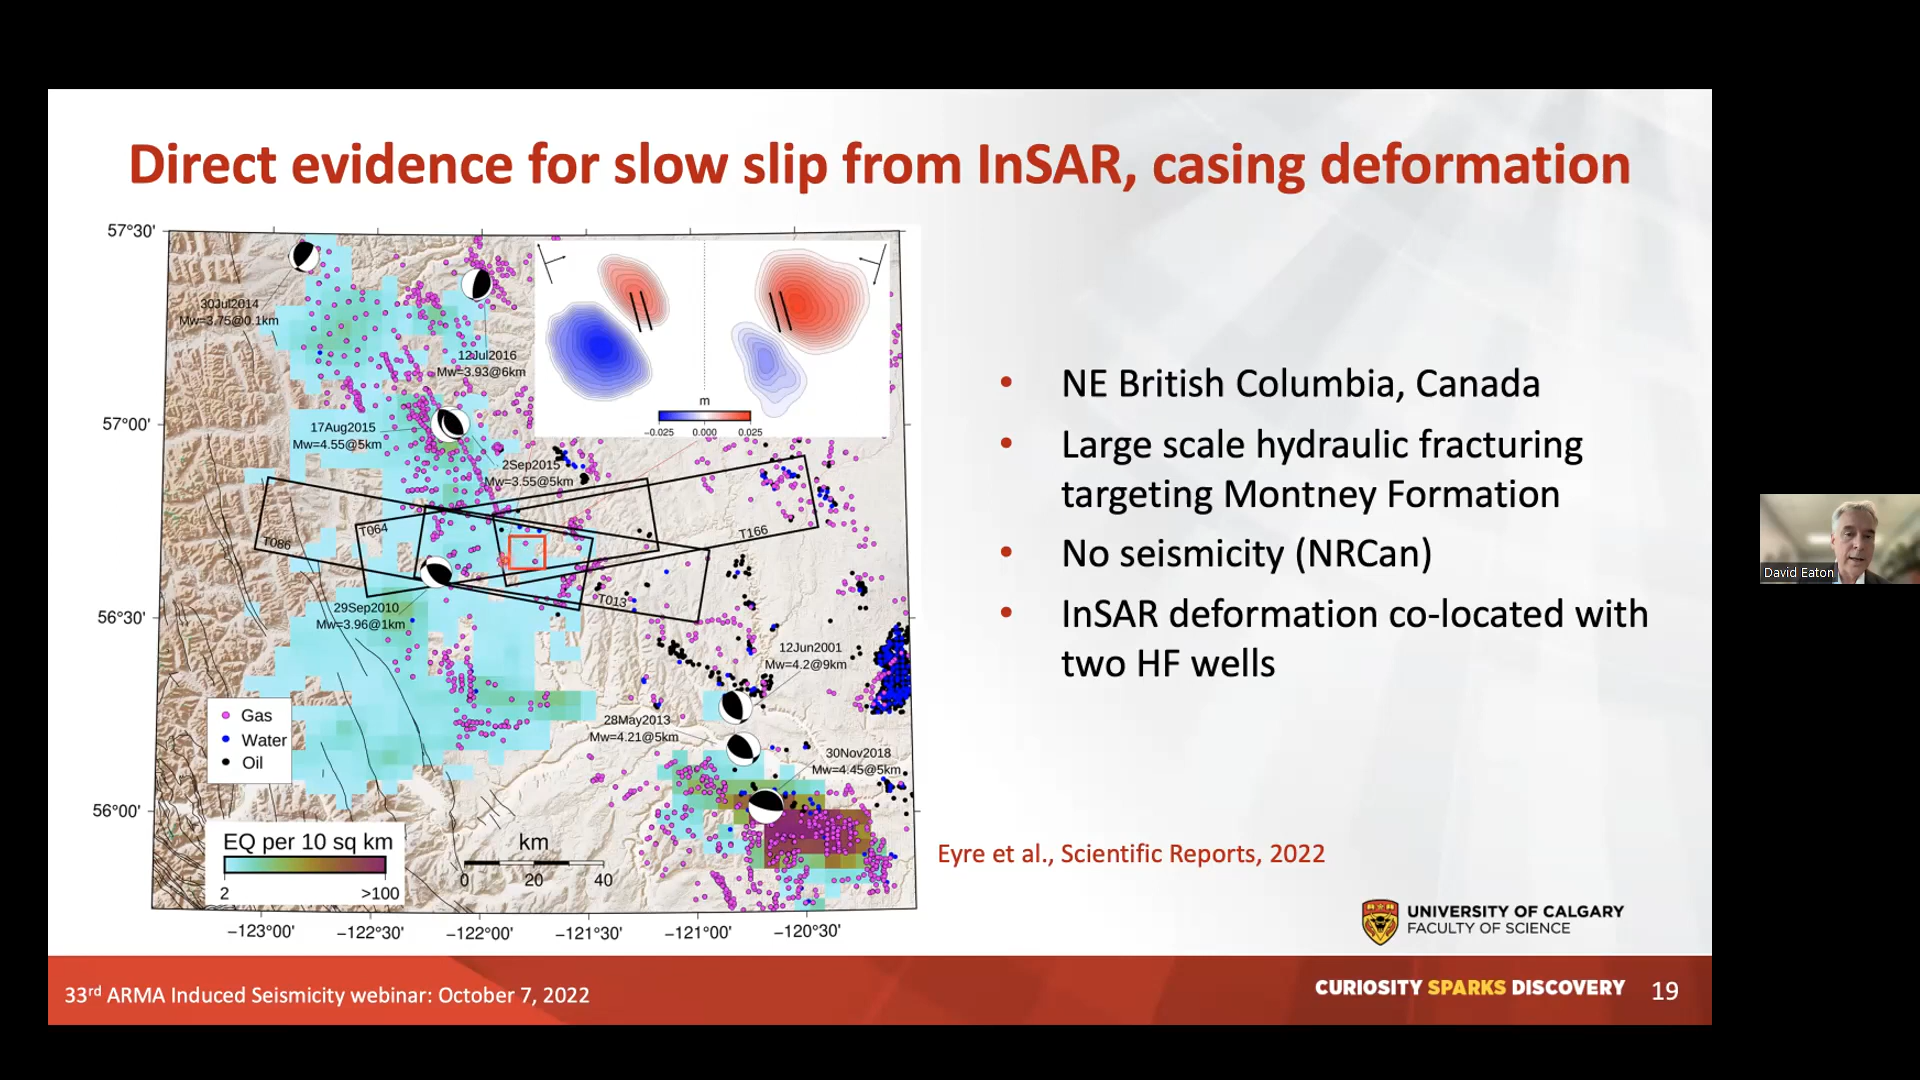 Direct evidence for slow slip from InSAR, casing deformation
57°30'
57°00'
56°30'
56°00'
−123°00'
−122°30'
−122°00'
−121°30'
−121°00'
−120°30'
30Jul2014
Mw=3.75@0.1km
12Jul2016
Mw=3.93@6km
17Aug2015
Mw=4.55@5km
2Sep2015
Mw=3.55@5km
m
−0.025 0.000 0.025
T086
T064
T166
T013
29Sep2010
Mw=3.96@1km
12Jun2001
Mw=4.2@9km
28May2013
Mw=4.21@5km
30Nov2018
Mw=4.45@5km
Gas
Water
Oil
EQ per 10 sq km
2 >100
km
0 20 40
• NE British Columbia, Canada
• Large scale hydraulic fracturing
targeting Montney Formation
• No seismicity (NRCan)
• InSAR deformation co-located with
two HF wells
Eyre et al., Scientific Reports, 2022
UNIVERSITY OF CALGARY
FACULTY OF SCIENCE
33rd ARMA Induced Seismicity webinar: October 7, 2022
CURIOSITY SPARKS DISCOVERY
19
David Eaton